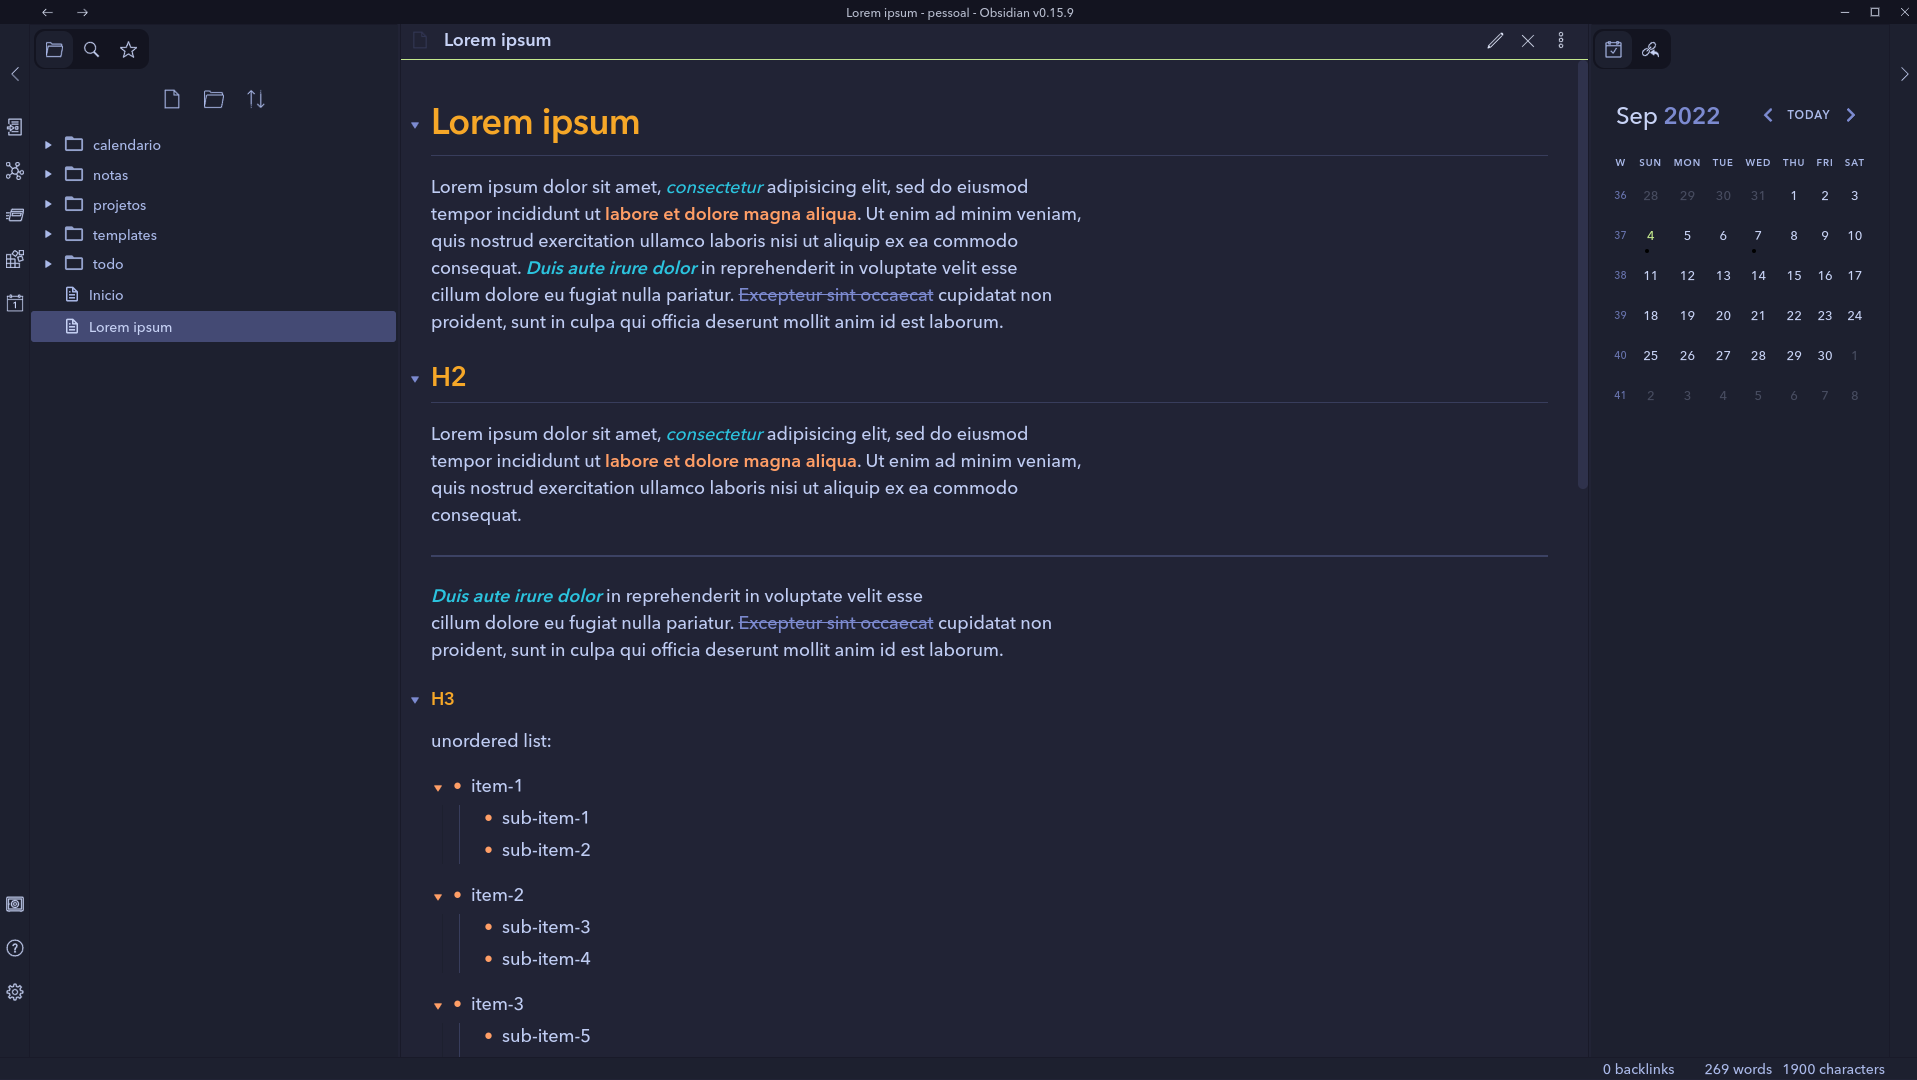 Lorem ipsum - pessoal - Obsidian v0.15.9
calendario
notas
projetos
templates
todo
Inicio
Lorem ipsum
1
Lorem ipsum
Lorem ipsum
Lorem ipsum dolor sit amet, consectetur adipisicing elit, sed do eiusmod
tempor incididunt ut labore et dolore magna aliqua. Ut enim ad minim veniam,
quis nostrud exercitation ullamco laboris nisi ut aliquip ex ea commodo
consequat. Duis aute irure dolor in reprehenderit in voluptate velit esse
cillum dolore eu fugiat nulla pariatur. Excepteur sint occaecat cupidatat non
proident, sunt in culpa qui officia deserunt mollit anim id est laborum.
H2
Lorem ipsum dolor sit amet, consectetur adipisicing elit, sed do eiusmod
tempor incididunt ut labore et dolore magna aliqua. Ut enim ad minim veniam,
quis nostrud exercitation ullamco laboris nisi ut aliquip ex ea commodo
consequat.
Duis aute irure dolor in reprehenderit in voluptate velit esse
cillum dolore eu fugiat nulla pariatur. Excepteur sint occaecat cupidatat non
proident, sunt in culpa qui officia deserunt mollit anim id est laborum.
H3
unordered list:
• item-1
• sub-item-1
• sub-item-2
• item-2
• sub-item-3
• sub-item-4
• item-3
• sub-item-5
Sep 2022 TODAY
W SUN MON TUE WED THU FRI SAT
36 28 29 30 31 1 2 3
37 4 5 6 7 8 9 10
38 11 12 13 14 15 16 17
39 18 19 20 21 22 23 24
40 25 26 27 28 29 30 1
41 2 3 4 5 6 7 8
0 backlinks 269 words 1900 characters